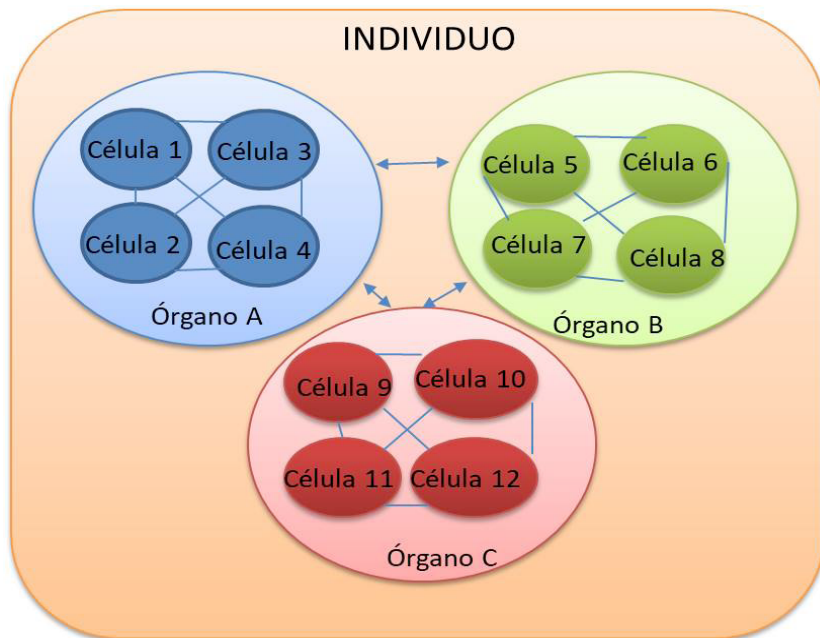 INDIVIDUO
Célula 1
Célula 3
Célula 2
Célula 4
Órgano A
Célula 5
Célula 6
Célula 7
Célula 8
Órgano B
Célula 9
Célula 10
Célula 11
Célula 12
Órgano C